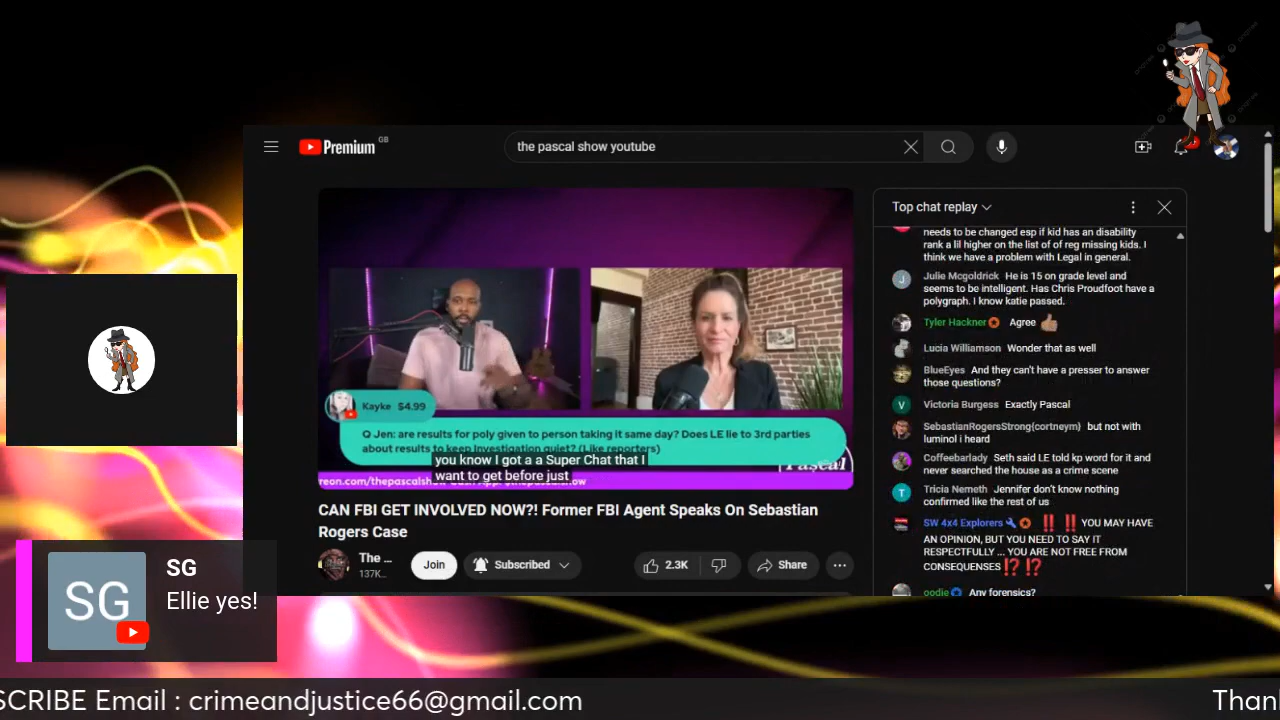 Premium GB
the pascal show youtube
Top chat replay
needs to be changed esp if kid has an disability
rank a lil higher on the list of of reg missing kids. I
think we have a problem with Legal in general.
J
Julie Mcgoldrick He is 15 on grade level and
seems to be intelligent. Has Chris Proudfoot have a
polygraph. I know katie passed.
Tyler Hackner Agree
Lucia Williamson Wonder that as well
BlueEyes And they can't have a presser to answer
those questions?
V
Victoria Burgess Exactly Pascal
SebastianRogersStrong(cortneym) but not with
luminol i heard
Coffeebarlady Seth said LE told kp word for it and
never searched the house as a crime scene
T
Tricia Nemeth Jennifer don't know nothing
confirmed like the rest of us
SW 4x4 Explorers ‼️ ‼️ YOU MAY HAVE
AN OPINION, BUT YOU NEED TO SAY IT
RESPECTFULLY ... YOU ARE NOT FREE FROM
CONSEQUENSES⁉️ ⁉️
oodie Any forensics?
Kayke $4.99
Q Jen: are results for poly given to person taking it same day? Does LE lie to 3rd parties
about results to keep Investigation quiet? (Like reporters)
you know I got a a Super Chat that I
want to get before just
Pascal
reon.com/thepascalshow Cash App: $thepascalshow
CAN FBI GET INVOLVED NOW?! Former FBI Agent Speaks On Sebastian
Rogers Case
The ...
137K...
Join
Subscribed
2.3K
Share
SG
SG
Ellie yes!
SCRIBE Email : crimeandjustice66@gmail.com
Than